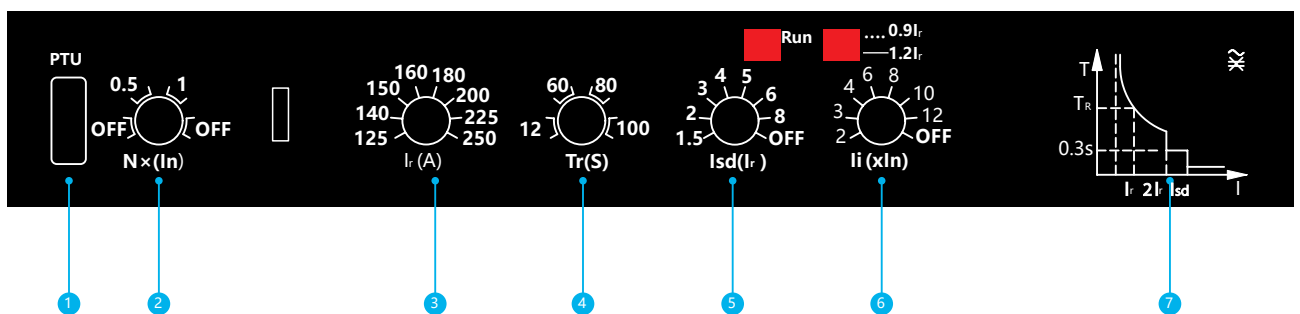 PTU
0.5 1
OFF OFF
N×(In)
160 180
150 200
140 225
125 250
Ir (A)
60 80
12 100
Tr(S)
4 5
3 6
2 8
1.5 OFF
Isd(Ir )
Run
.... 0.9Ir
1.2Ir
6 8
4 10
3 12
2 OFF
Ii (xIn)
T
TR
0.3s
Ir 2Ir Isd I
1 2 3 4 5 6 7